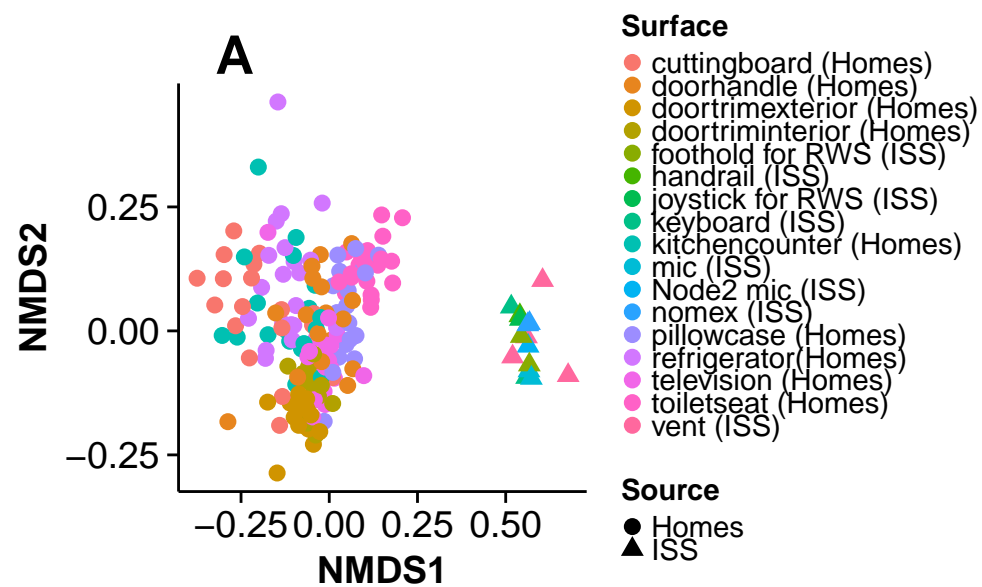 A
Surface
cuttingboard (Homes)
doorhandle (Homes)
doortrimexterior (Homes)
doortriminterior (Homes)
foothold for RWS (ISS)
handrail (ISS)
joystick for RWS (ISS)
keyboard (ISS)
kitchencounter (Homes)
mic (ISS)
Node2 mic (ISS)
nomex (ISS)
pillowcase (Homes)
refrigerator(Homes)
television (Homes)
toiletseat (Homes)
vent (ISS)
Source
Homes
ISS
NMDS2
0.25
0.00
−0.25
−0.25 0.00 0.25 0.50
NMDS1